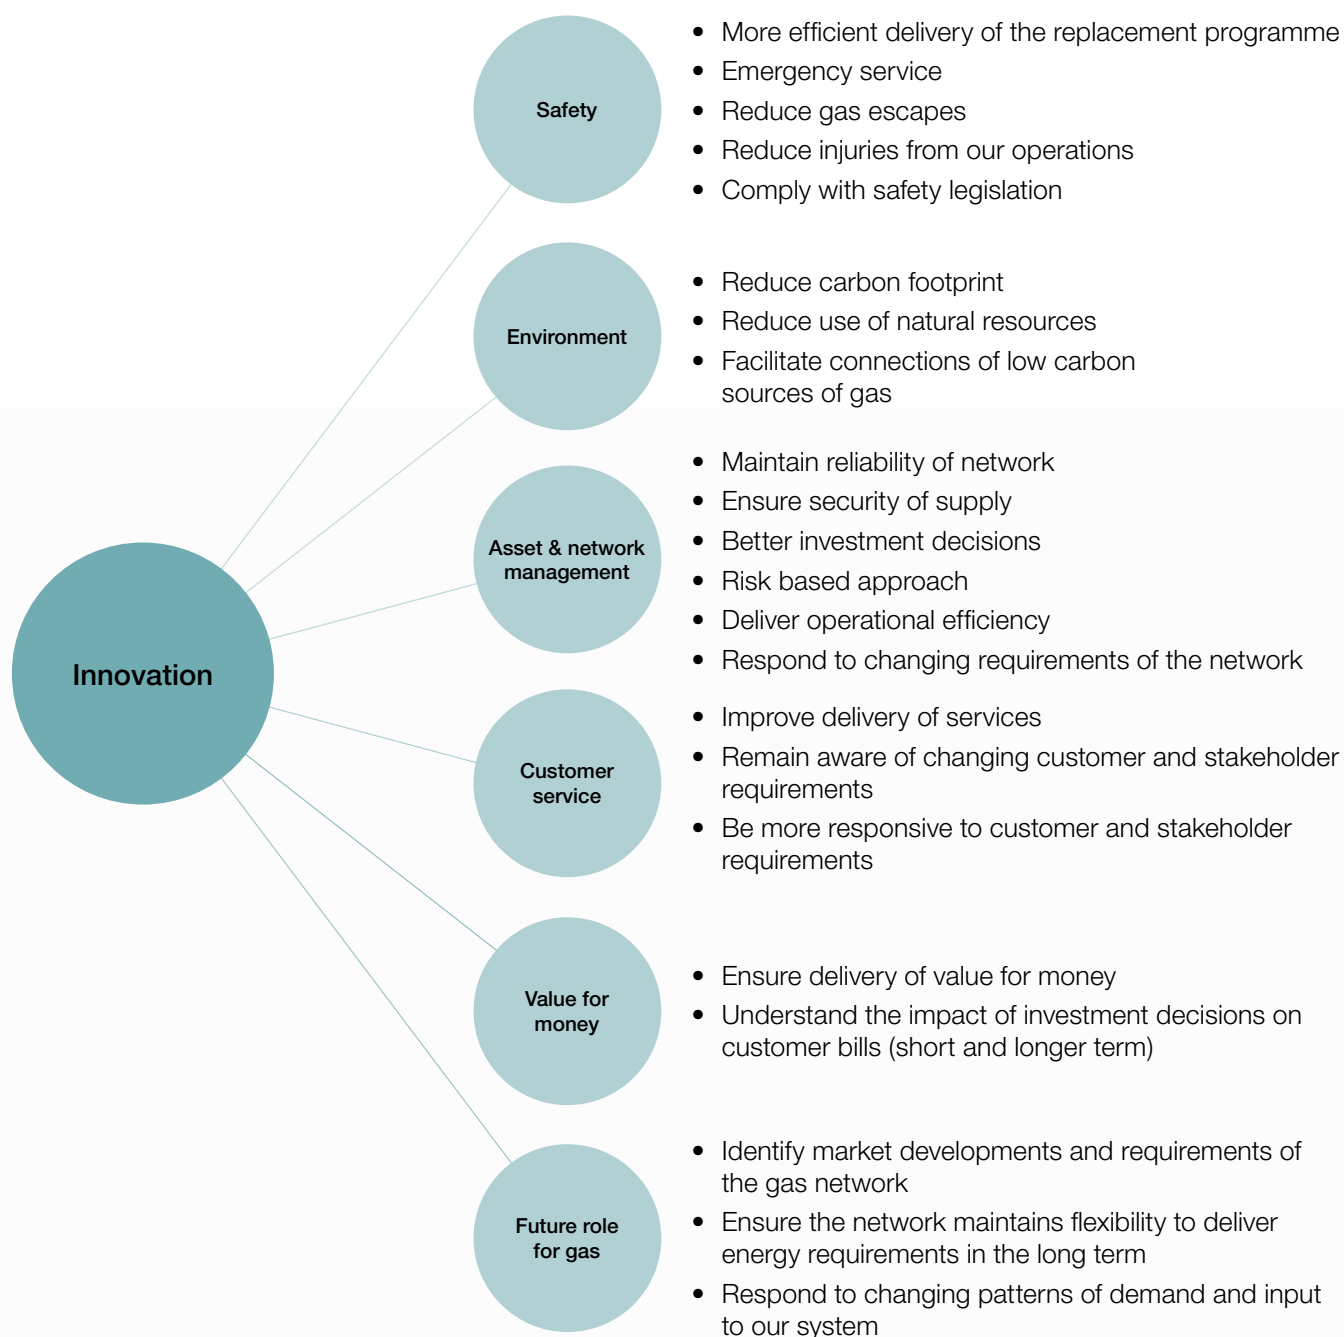 Safety
• More efficient delivery of the replacement programme
• Emergency service
• Reduce gas escapes
• Reduce injuries from our operations
• Comply with safety legislation
Environment
• Reduce carbon footprint
• Reduce use of natural resources
• Facilitate connections of low carbon
sources of gas
Innovation
Asset & network
management
• Maintain reliability of network
• Ensure security of supply
• Better investment decisions
• Risk based approach
• Deliver operational efficiency
• Respond to changing requirements of the network
Customer
service
• Improve delivery of services
• Remain aware of changing customer and stakeholder
requirements
• Be more responsive to customer and stakeholder
requirements
Value for
money
• Ensure delivery of value for money
• Understand the impact of investment decisions on
customer bills (short and longer term)
Future role
for gas
• Identify market developments and requirements of
the gas network
• Ensure the network maintains flexibility to deliver
energy requirements in the long term
• Respond to changing patterns of demand and input
to our system